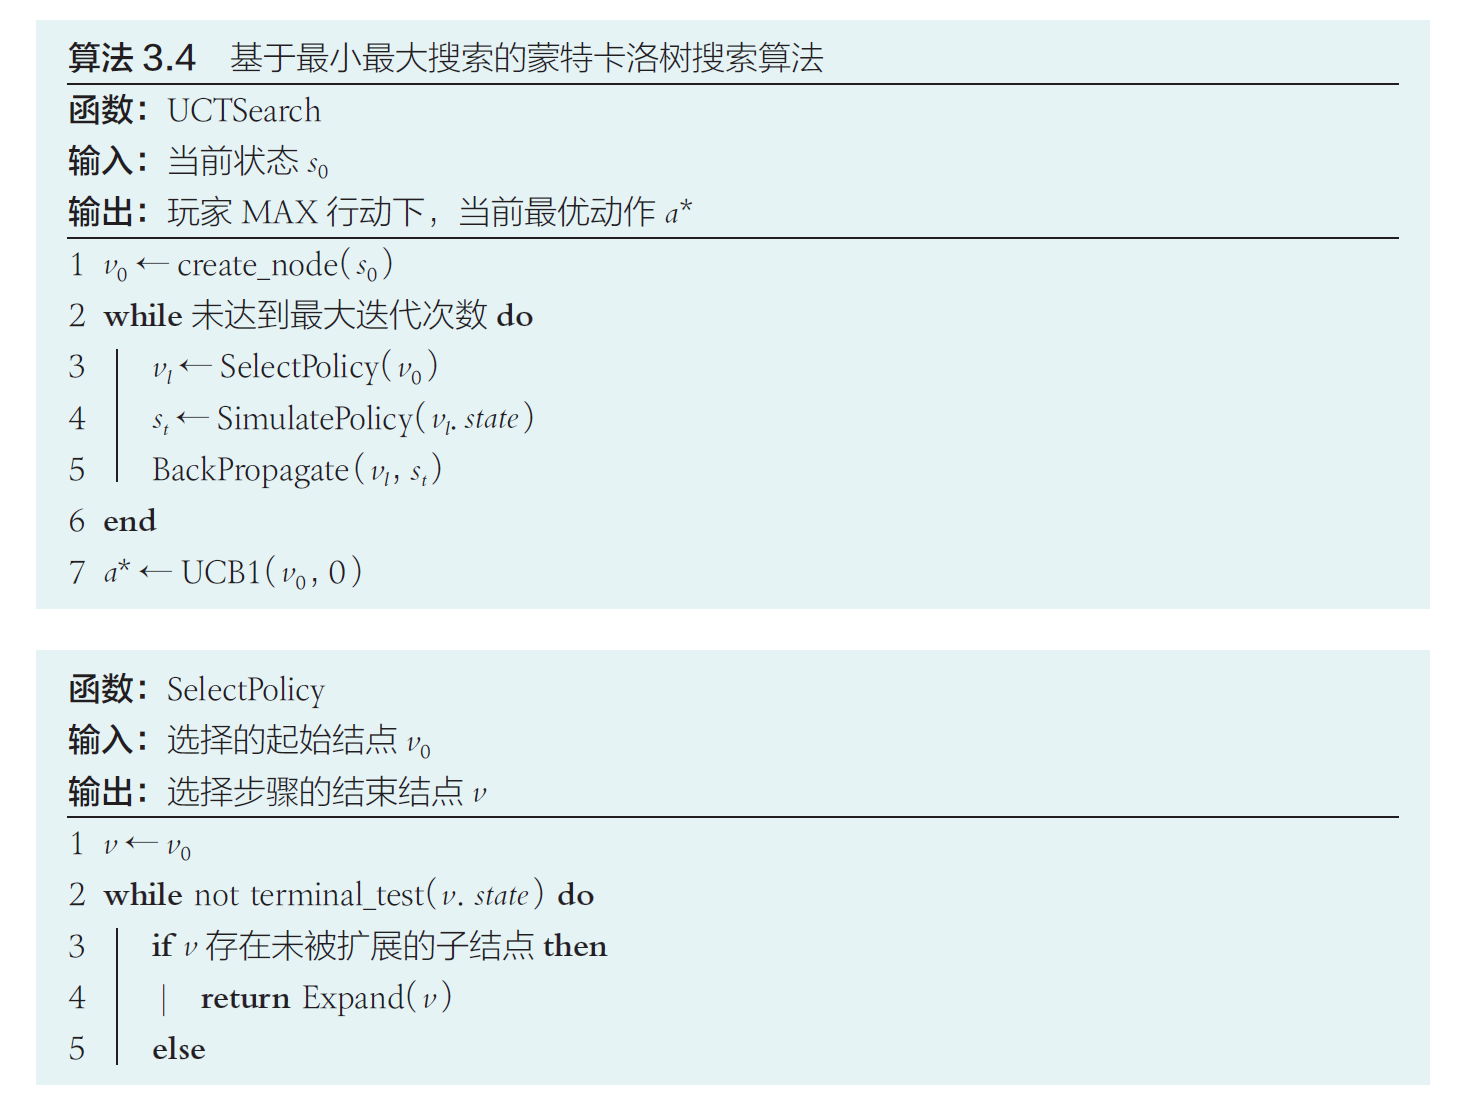 算法 3.4 基于最小最大搜索的蒙特卡洛树搜索算法
函数：UCTSearch
输入：当前状态 s₀
输出：玩家 MAX 行动下，当前最优动作 a*
1 v₀ ← create_node(s₀)
2 while 未达到最大迭代次数 do
3 vₗ ← SelectPolicy(v₀)
4 sₜ ← SimulatePolicy(vₗ. state)
5 BackPropagate(vₗ, sₜ)
6 end
7 a* ← UCB1(v₀, 0)
函数：SelectPolicy
输入：选择的起始结点 v₀
输出：选择步骤的结束结点 v
1 v ← v₀
2 while not terminal_test(v. state) do
3 if v 存在未被扩展的子结点 then
4 return Expand(v)
5 else